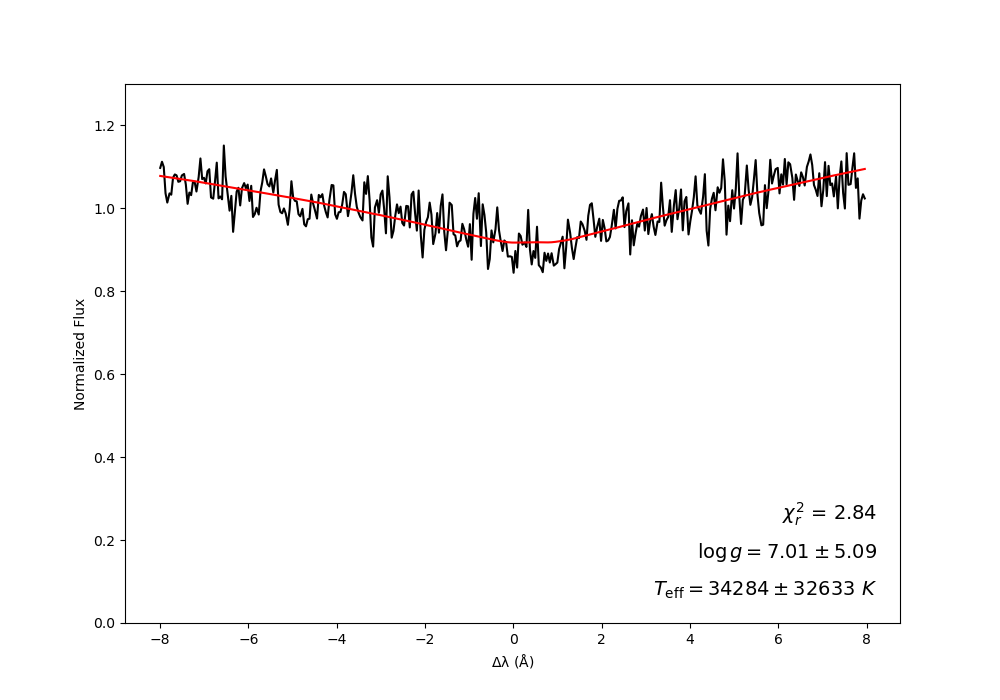 1.2
1.0
0.8
0.6
0.4
0.2
0.0
Normalized Flux
χ²ᵣ = 2.84
log g = 7.01 ± 5.09
T_eff = 34284 ± 32633 K
−8 −6 −4 −2 0 2 4 6 8
Δλ (Å)